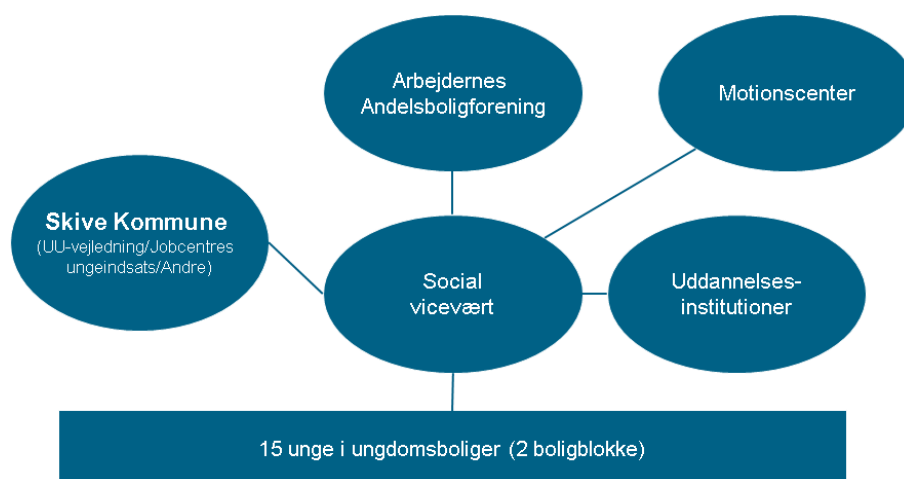 Arbejdernes
Andelsboligforening
Motionscenter
Skive Kommune
(UU-vejledning/Jobcentres
ungeindsats/Andre)
Social
vicevært
Uddannelses-
institutioner
15 unge i ungdomsboliger (2 boligblokke)